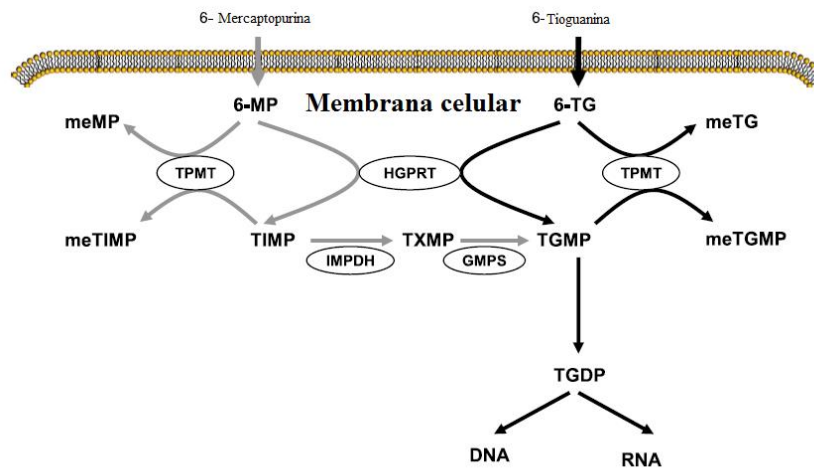 6- Mercaptopurina
6-Tioguanina
6-MP
Membrana celular
6-TG
meMP
meTG
TPMT
HGPRT
TPMT
meTIMP
TIMP
TXMP
TGMP
meTGMP
IMPDH
GMPS
TGDP
DNA
RNA